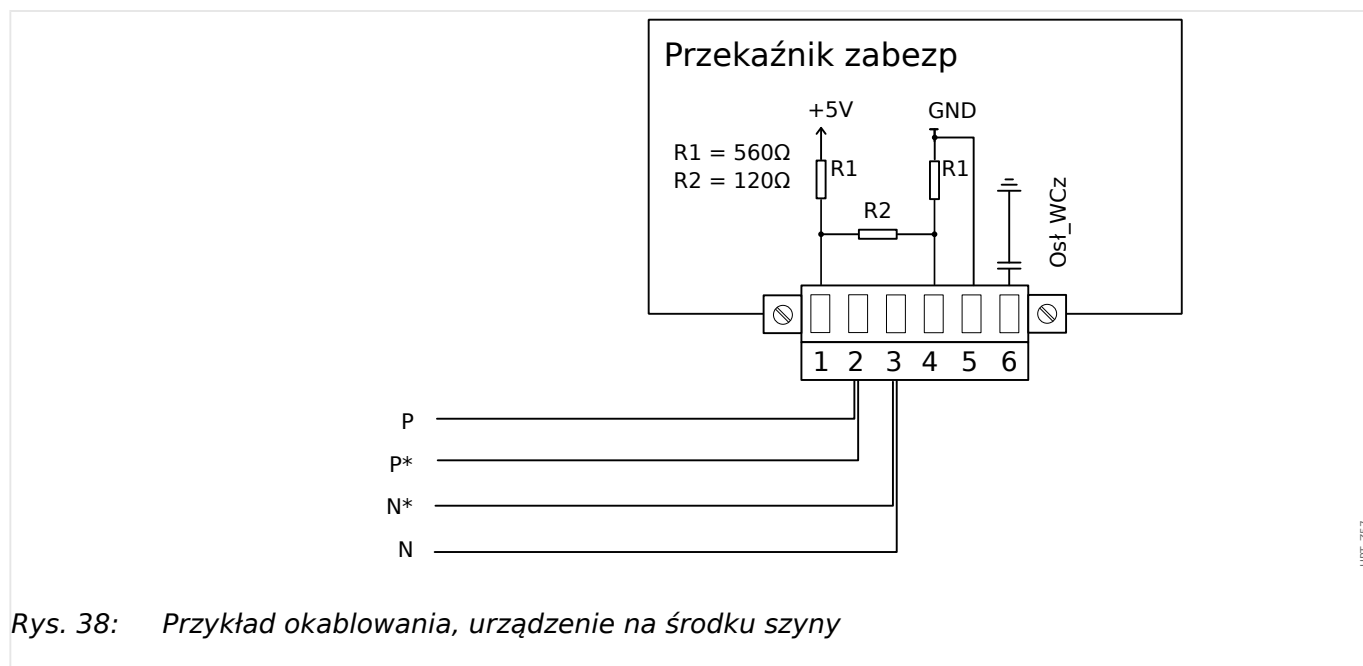 Przekaźnik zabezp
+5V
GND
R1 = 560Ω
R2 = 120Ω
R1
R1
R2
Osł_WCz
1 2 3 4 5 6
P
P*
N*
N
Rys. 38: Przykład okablowania, urządzenie na środku szyny